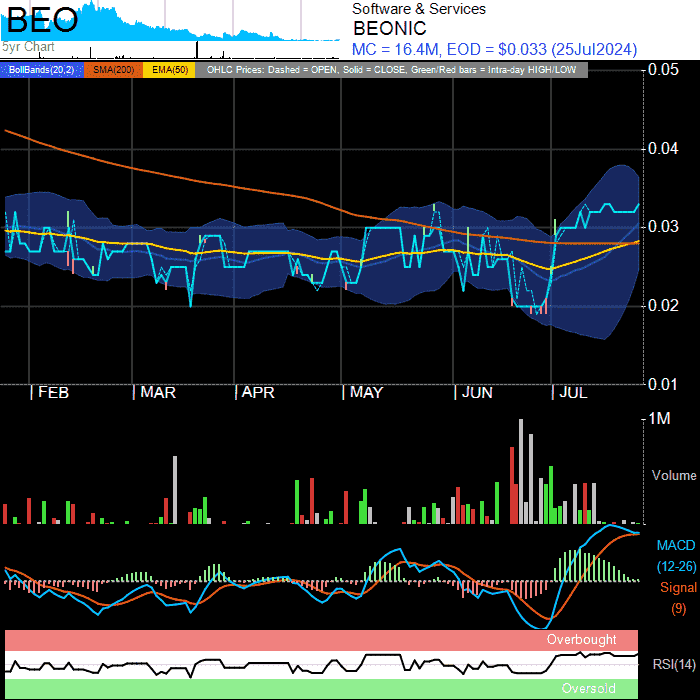 BEO
5yr Chart
Software & Services
BEONIC
MC = 16.4M, EOD = $0.033 (25Jul2024)
BollBands(20,2) SMA(200) EMA(50) OHLC Prices: Dashed = OPEN, Solid = CLOSE, Green/Red bars = Intra-day HIGH/LOW
0.05
0.04
0.03
0.02
0.01
| FEB | MAR | APR | MAY | JUN | JUL
1M
Volume
MACD
(12-26)
Signal
(9)
Overbought
RSI(14)
Oversold